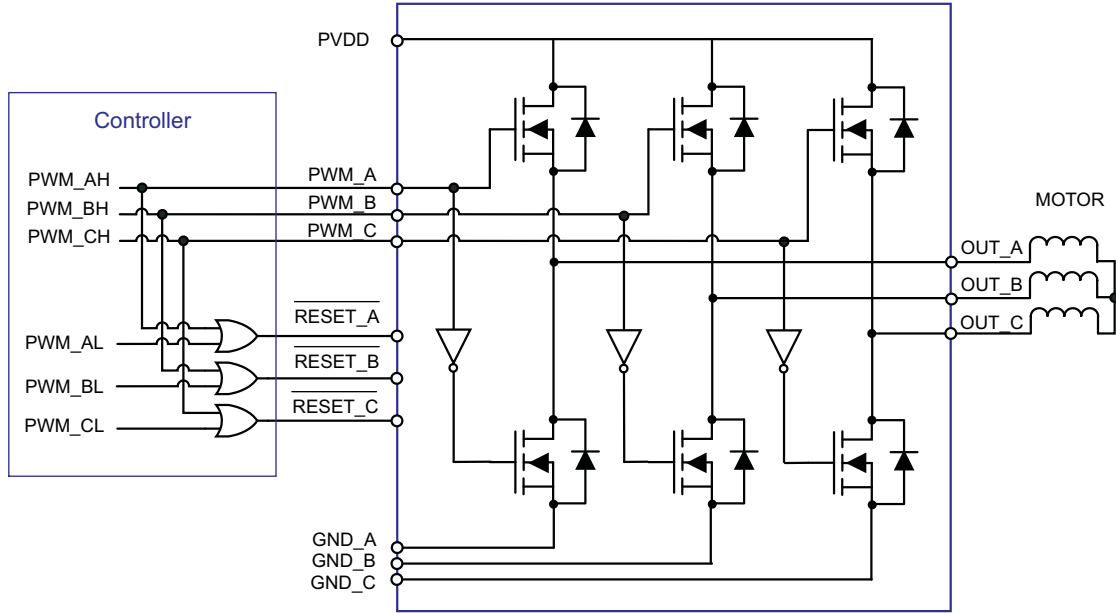 PVDD
Controller
PWM_AH
PWM_BH
PWM_CH
PWM_A
PWM_B
PWM_C
MOTOR
OUT_A
OUT_B
OUT_C
RESET_A
RESET_B
RESET_C
PWM_AL
PWM_BL
PWM_CL
GND_A
GND_B
GND_C